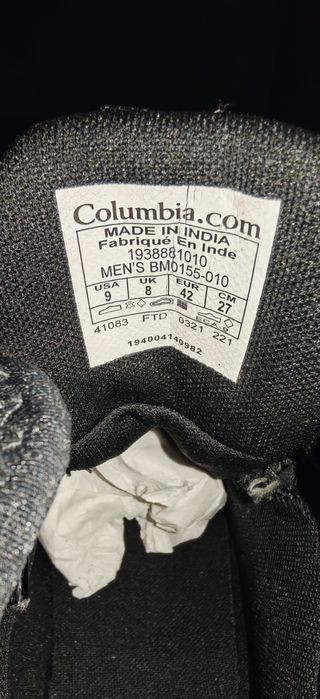 Columbia.com
MADE IN INDIA
Fabriqué En Inde
1938881010
MEN'S BM0155-010
USA UK EUR CM
9 8 42 27
41083 FTD 0321 221
194004140982